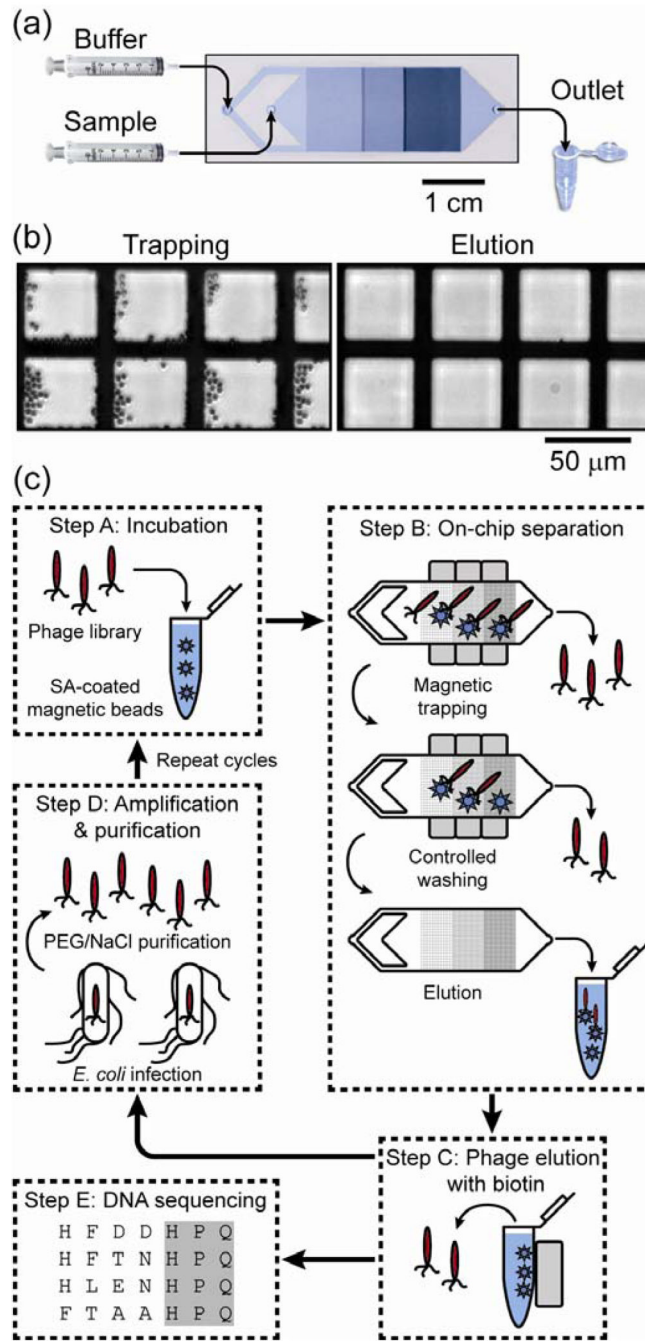 (a)
Buffer
Sample
Outlet
1 cm
(b)
Trapping
Elution
50 μm
(c)
Step A: Incubation
Phage library
SA-coated
magnetic beads
Step B: On-chip separation
Magnetic
trapping
Controlled
washing
Elution
Repeat cycles
Step D: Amplification
& purification
PEG/NaCl purification
E. coli infection
Step C: Phage elution
with biotin
Step E: DNA sequencing
H F D D H P Q
H F T N H P Q
H L E N H P Q
F T A A H P Q